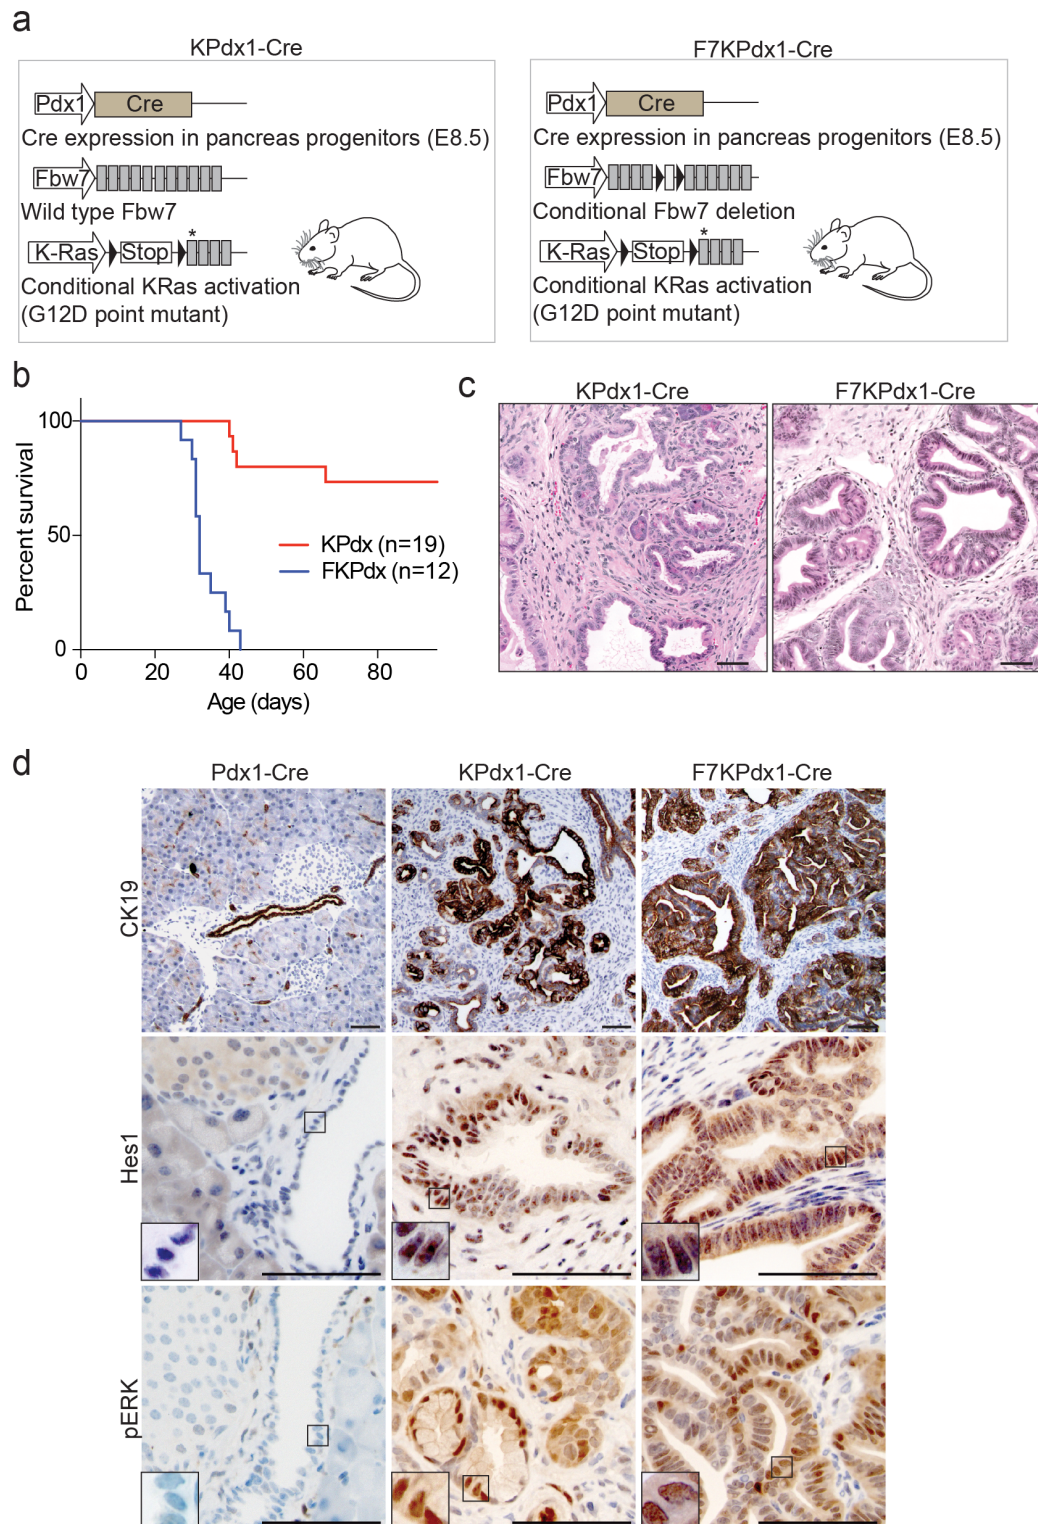 a
KPdx1-Cre
F7KPdx1-Cre
Pdx1 Cre
Cre expression in pancreas progenitors (E8.5)
Fbw7
Wild type Fbw7
*
K-Ras Stop
Conditional KRas activation
(G12D point mutant)
Pdx1 Cre
Cre expression in pancreas progenitors (E8.5)
Fbw7
Conditional Fbw7 deletion
*
K-Ras Stop
Conditional KRas activation
(G12D point mutant)
b
100
50
0
Percent survival
0 20 40 60 80
Age (days)
KPdx (n=19)
FKPdx (n=12)
c
KPdx1-Cre
F7KPdx1-Cre
d
Pdx1-Cre
KPdx1-Cre
F7KPdx1-Cre
CK19
Hes1
pERK